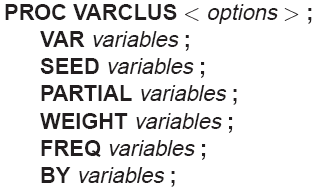 PROC VARCLUS < options > ;
VAR variables ;
SEED variables ;
PARTIAL variables ;
WEIGHT variables ;
FREQ variables ;
BY variables ;